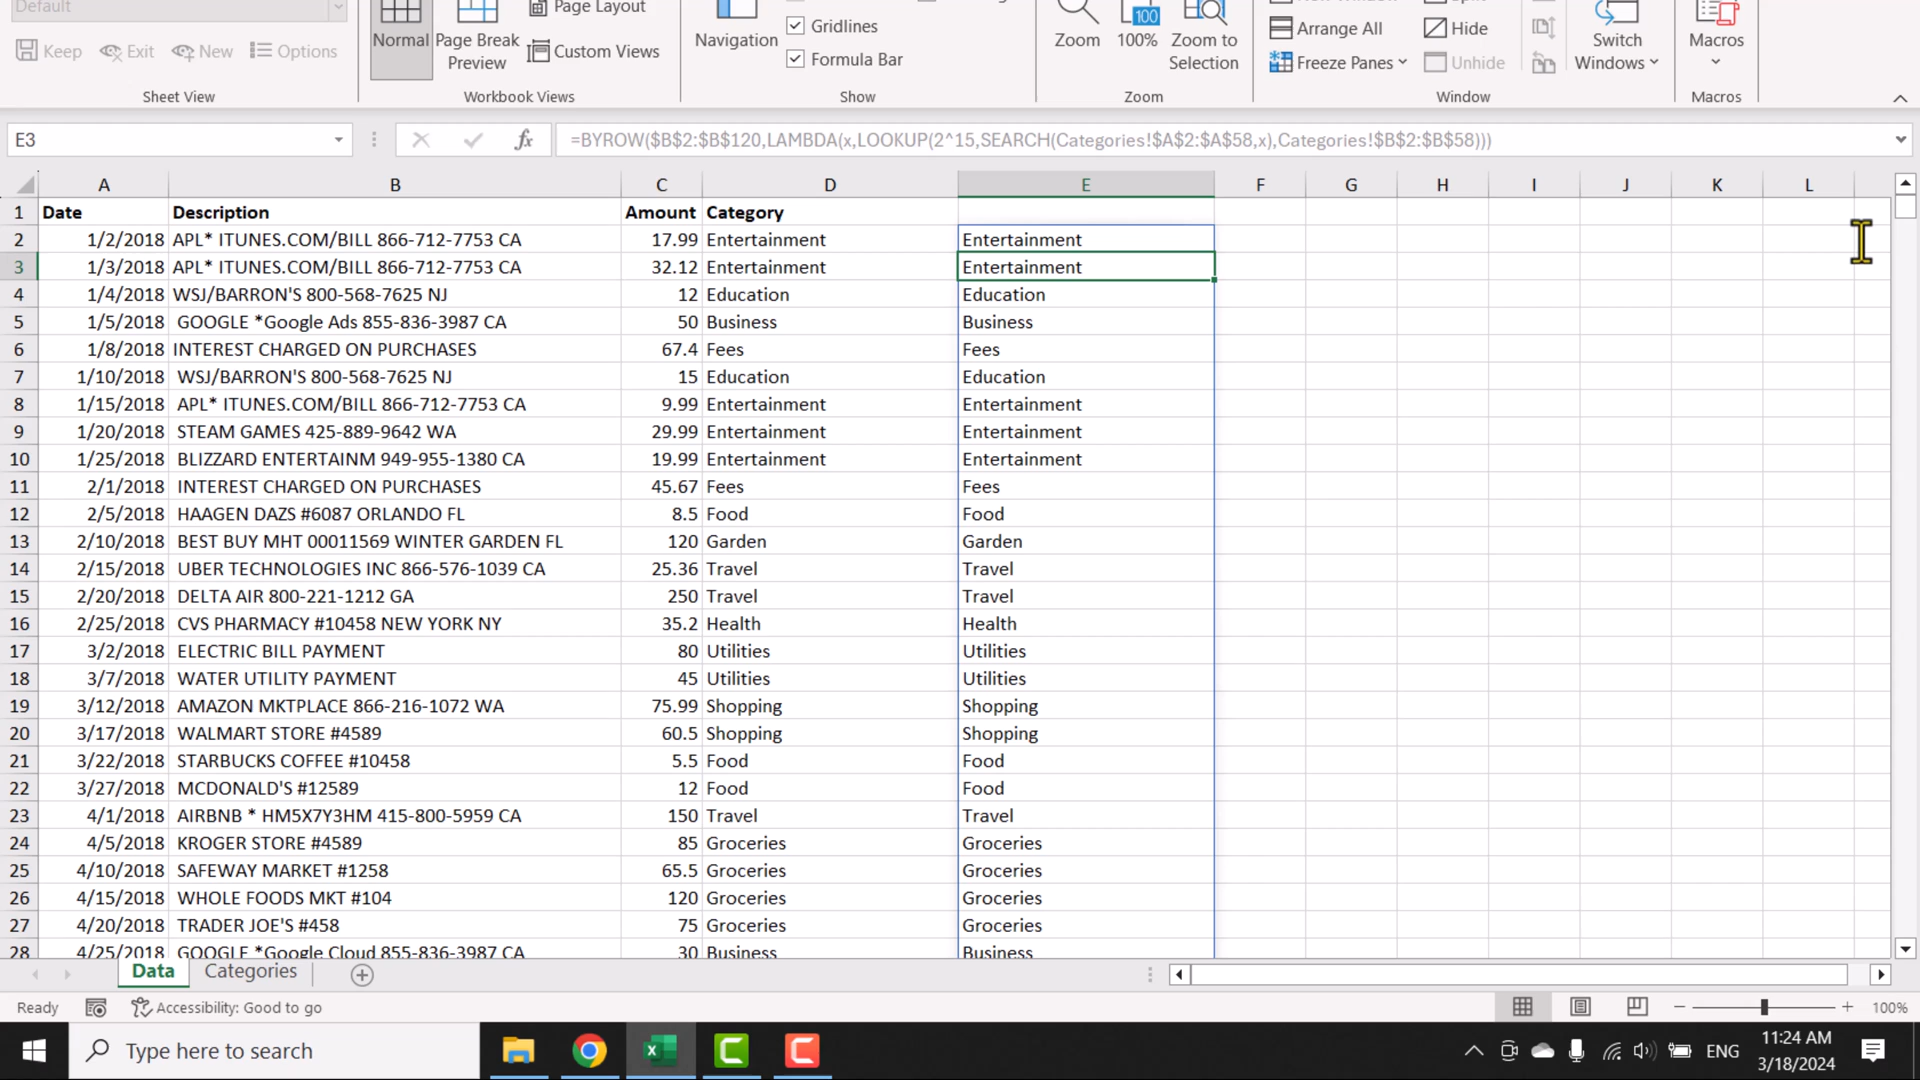 Default
Keep Exit New Options
Sheet View
Normal
Page Break Preview
Page Layout
Custom Views
Workbook Views
Navigation
Gridlines
Formula Bar
Show
Zoom
100%
Zoom to Selection
Zoom
Arrange All
Freeze Panes
Hide
Unhide
Window
Switch Windows
Macros
Macros
E3 fx =BYROW($B$2:$B$120,LAMBDA(x,LOOKUP(2^15,SEARCH(Categories!$A$2:$A$58,x),Categories!$B$2:$B$58)))
A B C D E F G H I J K L
1 Date Description Amount Category
2 1/2/2018 APL* ITUNES.COM/BILL 866-712-7753 CA 17.99 Entertainment Entertainment
3 1/3/2018 APL* ITUNES.COM/BILL 866-712-7753 CA 32.12 Entertainment Entertainment
4 1/4/2018 WSJ/BARRON'S 800-568-7625 NJ 12 Education Education
5 1/5/2018 GOOGLE *Google Ads 855-836-3987 CA 50 Business Business
6 1/8/2018 INTEREST CHARGED ON PURCHASES 67.4 Fees Fees
7 1/10/2018 WSJ/BARRON'S 800-568-7625 NJ 15 Education Education
8 1/15/2018 APL* ITUNES.COM/BILL 866-712-7753 CA 9.99 Entertainment Entertainment
9 1/20/2018 STEAM GAMES 425-889-9642 WA 29.99 Entertainment Entertainment
10 1/25/2018 BLIZZARD ENTERTAINM 949-955-1380 CA 19.99 Entertainment Entertainment
11 2/1/2018 INTEREST CHARGED ON PURCHASES 45.67 Fees Fees
12 2/5/2018 HAAGEN DAZS #6087 ORLANDO FL 8.5 Food Food
13 2/10/2018 BEST BUY MHT 00011569 WINTER GARDEN FL 120 Garden Garden
14 2/15/2018 UBER TECHNOLOGIES INC 866-576-1039 CA 25.36 Travel Travel
15 2/20/2018 DELTA AIR 800-221-1212 GA 250 Travel Travel
16 2/25/2018 CVS PHARMACY #10458 NEW YORK NY 35.2 Health Health
17 3/2/2018 ELECTRIC BILL PAYMENT 80 Utilities Utilities
18 3/7/2018 WATER UTILITY PAYMENT 45 Utilities Utilities
19 3/12/2018 AMAZON MKTPLACE 866-216-1072 WA 75.99 Shopping Shopping
20 3/17/2018 WALMART STORE #4589 60.5 Shopping Shopping
21 3/22/2018 STARBUCKS COFFEE #10458 5.5 Food Food
22 3/27/2018 MCDONALD'S #12589 12 Food Food
23 4/1/2018 AIRBNB * HM5X7Y3HM 415-800-5959 CA 150 Travel Travel
24 4/5/2018 KROGER STORE #4589 85 Groceries Groceries
25 4/10/2018 SAFEWAY MARKET #1258 65.5 Groceries Groceries
26 4/15/2018 WHOLE FOODS MKT #104 120 Groceries Groceries
27 4/20/2018 TRADER JOE'S #458 75 Groceries Groceries
28 4/25/2018 GOOGLE *Google Cloud 855-836-3987 CA 30 Business Business
Data Categories
Ready Accessibility: Good to go 100%
Type here to search
ENG
11:24 AM
3/18/2024